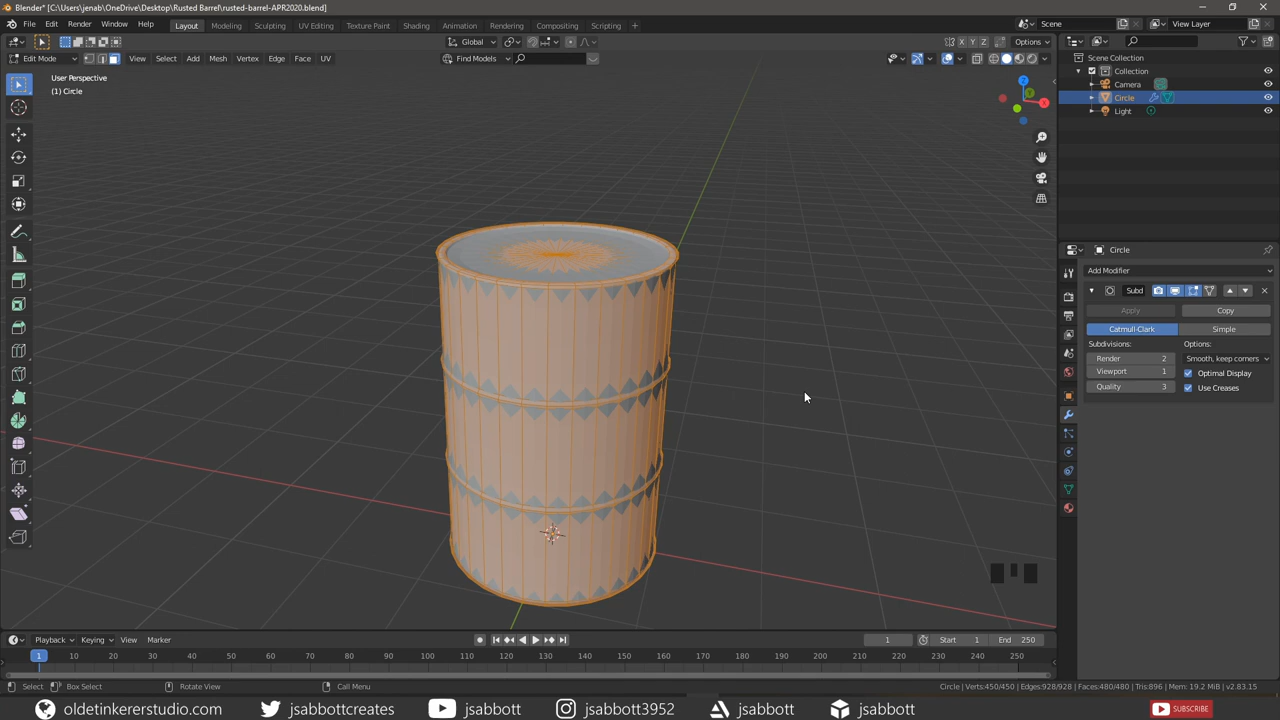 Blender* [C:\Users\jenab\OneDrive\Desktop\Rusted Barrel\rusted-barrel-APR2020.blend]
File Edit Render Window Help Layout Modeling Sculpting UV Editing Texture Paint Shading Animation Rendering Compositing Scripting + Scene View Layer
Global X Y Z Options
Edit Mode View Select Add Mesh Vertex Edge Face UV Find Models
User Perspective
(1) Circle
Scene Collection
Collection
Camera
Circle
Light
Z
Y
X
Circle
Add Modifier
Subd
Apply Copy
Catmull-Clark Simple
Subdivisions: Options:
Render 2 Smooth, keep corners
Viewport 1 Optimal Display
Quality 3 Use Creases
Playback Keying View Marker 1 Start 1 End 250
1 10 20 30 40 50 60 70 80 90 100 110 120 130 140 150 160 170 180 190 200 210 220 230 240 250
Select Box Select Rotate View Call Menu Circle | Verts:450/450 | Edges:928/928 | Faces:480/480 | Tris:896 | Mem: 19.2 MiB | v2.83.15
oldetinkererstudio.com jsabbottcreates jsabbott jsabbott3952 jsabbott jsabbott SUBSCRIBE